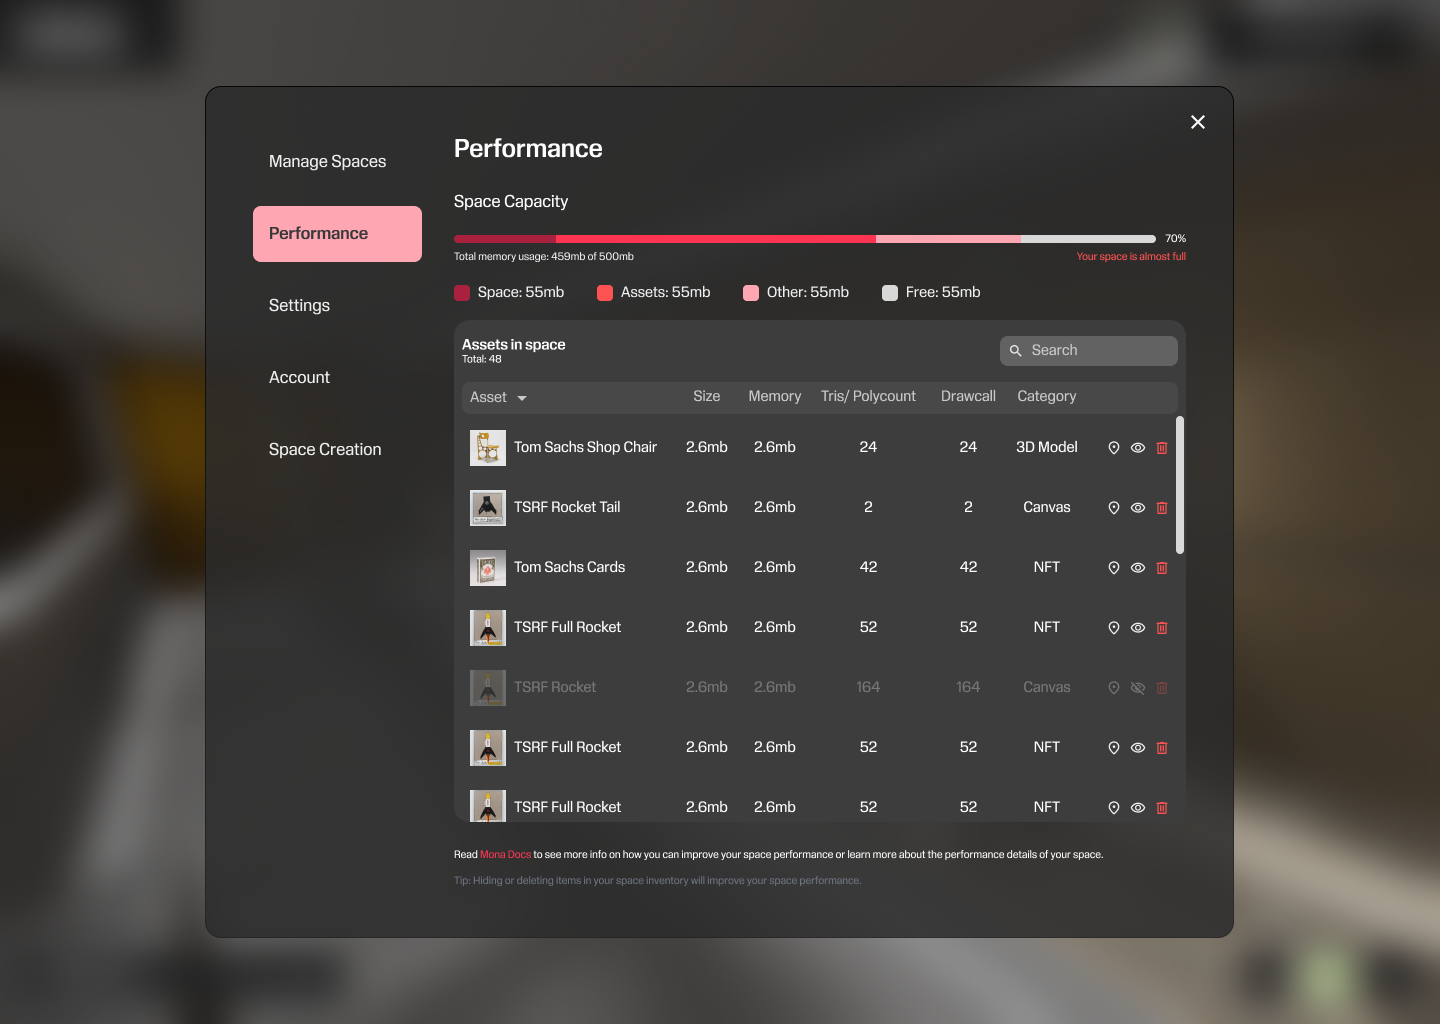 Manage Spaces
Performance
Settings
Account
Space Creation
Performance
Space Capacity
70%
Total memory usage: 459mb of 500mb
Your space is almost full
Space: 55mb
Assets: 55mb
Other: 55mb
Free: 55mb
Assets in space
Total: 48
Search
Asset Size Memory Tris/ Polycount Drawcall Category
Tom Sachs Shop Chair 2.6mb 2.6mb 24 24 3D Model
TSRF Rocket Tail 2.6mb 2.6mb 2 2 Canvas
Tom Sachs Cards 2.6mb 2.6mb 42 42 NFT
TSRF Full Rocket 2.6mb 2.6mb 52 52 NFT
TSRF Rocket 2.6mb 2.6mb 164 164 Canvas
TSRF Full Rocket 2.6mb 2.6mb 52 52 NFT
TSRF Full Rocket 2.6mb 2.6mb 52 52 NFT
Read Mona Docs to see more info on how you can improve your space performance or learn more about the performance details of your space.
Tip: Hiding or deleting items in your space inventory will improve your space performance.